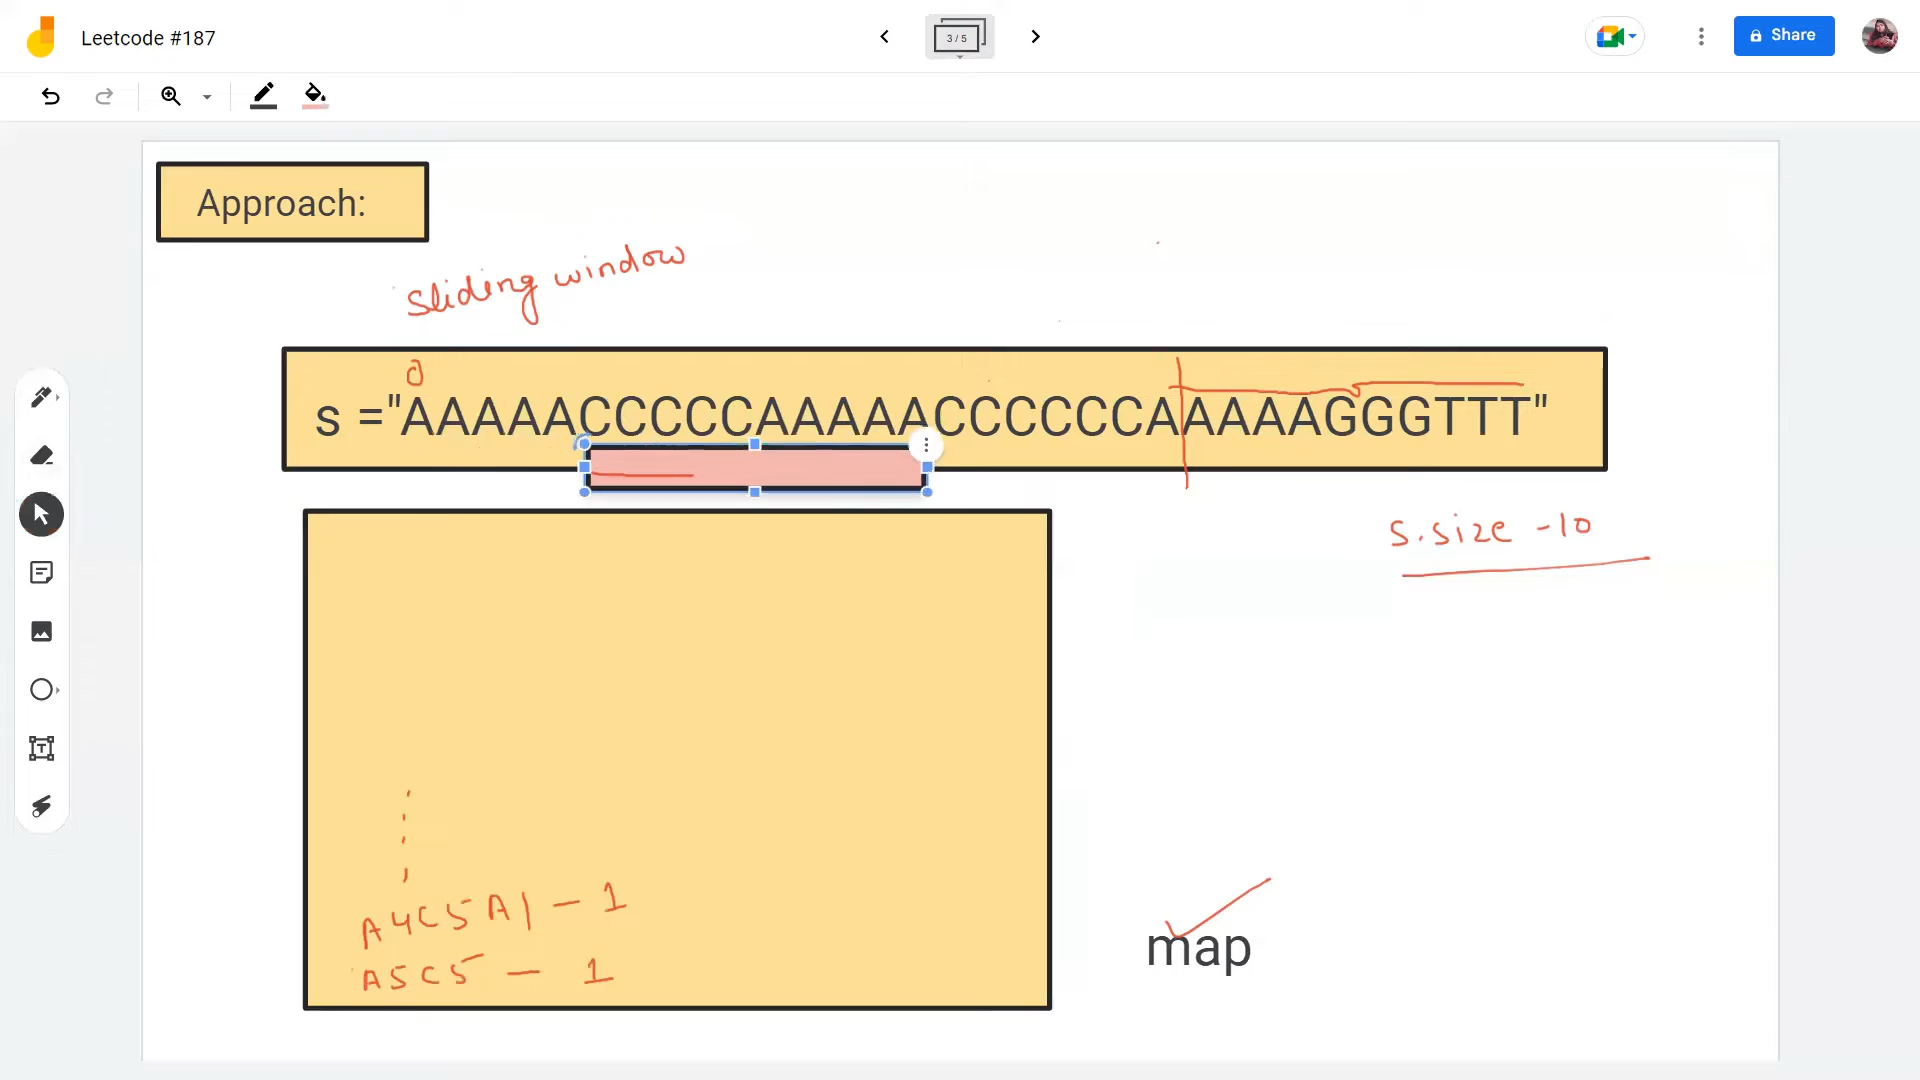 Leetcode #187
3 / 5
Share
Approach:
Sliding window
0
s ="AAAAACCCCCAAAAACCCCCCAAAAAGGGTTT"
S.size -10
A4C5A1 - 1
A5C5 - 1
map